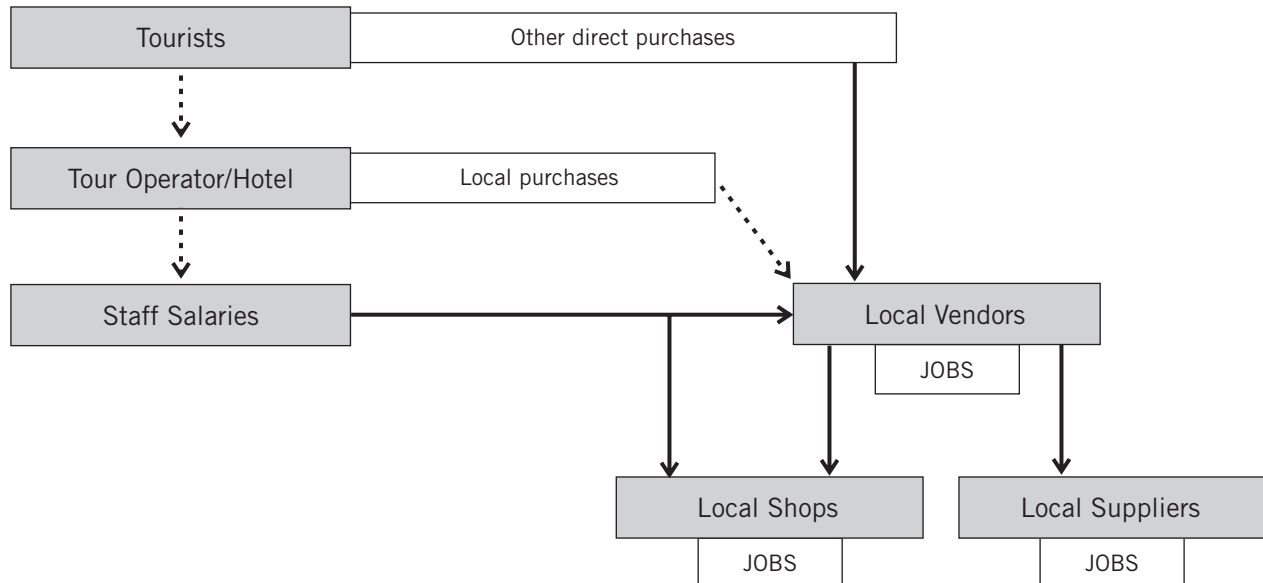 Tourists
Other direct purchases
Tour Operator/Hotel
Local purchases
Staff Salaries
Local Vendors
JOBS
Local Shops
Local Suppliers
JOBS
JOBS